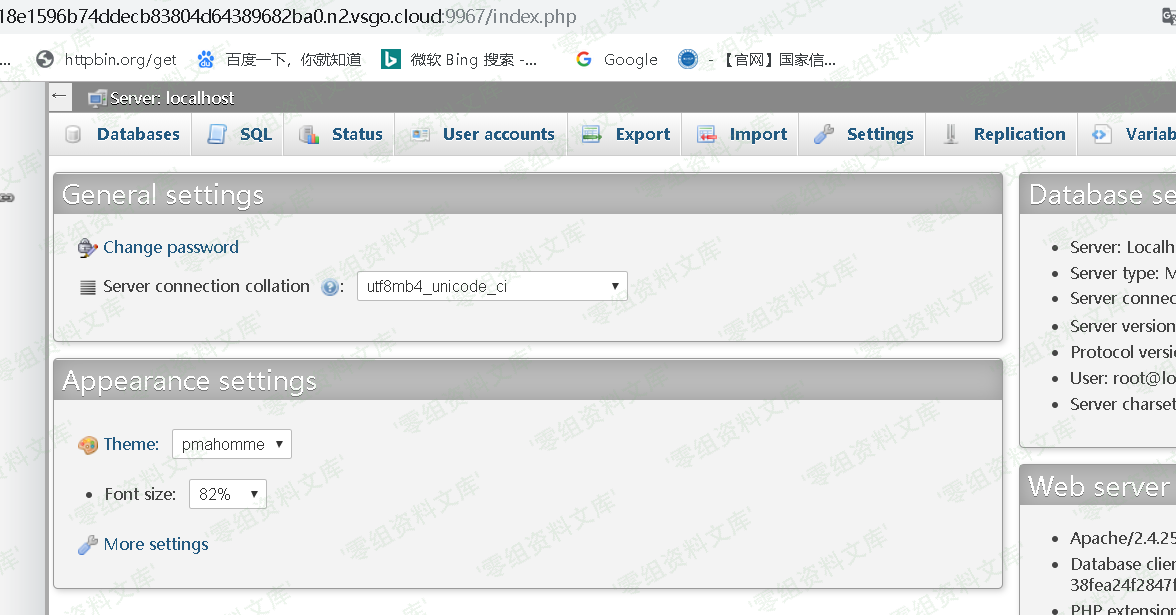 18e1596b74ddecb83804d64389682ba0.n2.vsgo.cloud:9967/index.php
... httpbin.org/get 百度一下，你就知道 微软 Bing 搜索 -... Google - 【官网】国家信...
← Server: localhost
Databases SQL Status User accounts Export Import Settings Replication Variab
General settings
Change password
Server connection collation ?: utf8mb4_unicode_ci
Appearance settings
Theme: pmahomme
• Font size: 82%
More settings
Database se
• Server: Localh
• Server type: M
• Server connec
• Server version
• Protocol versi
• User: root@lo
• Server charset
Web server
• Apache/2.4.25
• Database clien
38fea24f2847f
• PHP extension
'零组资料文库'